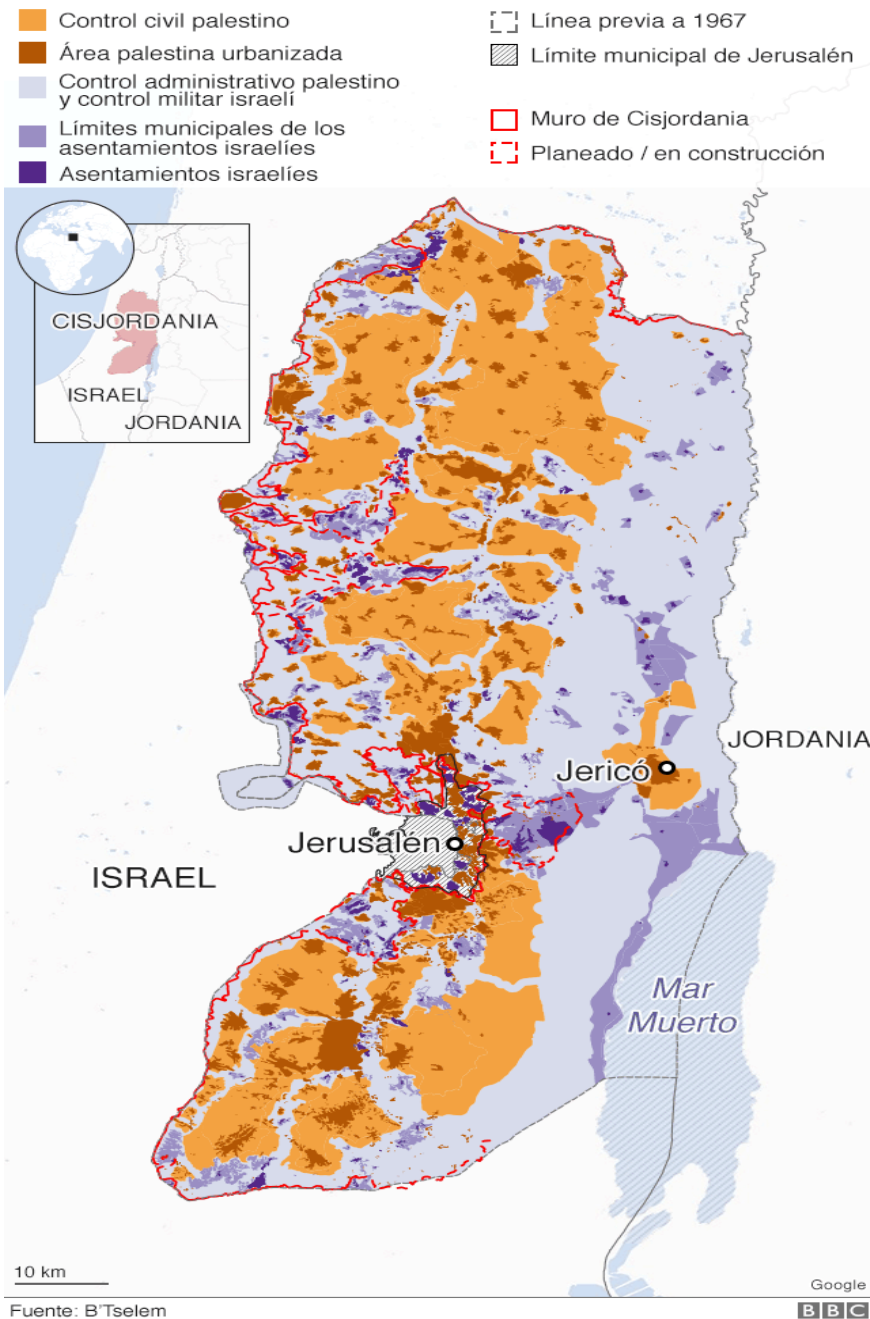 Control civil palestino
Área palestina urbanizada
Control administrativo palestino
y control militar israelí
Límites municipales de los
asentamientos israelíes
Asentamientos israelíes
Línea previa a 1967
Límite municipal de Jerusalén
Muro de Cisjordania
Planeado / en construcción
CISJORDANIA
ISRAEL
JORDANIA
JORDANIA
Jericó
Jerusalén
ISRAEL
Mar
Muerto
10 km
Google
Fuente: B'Tselem
BBC